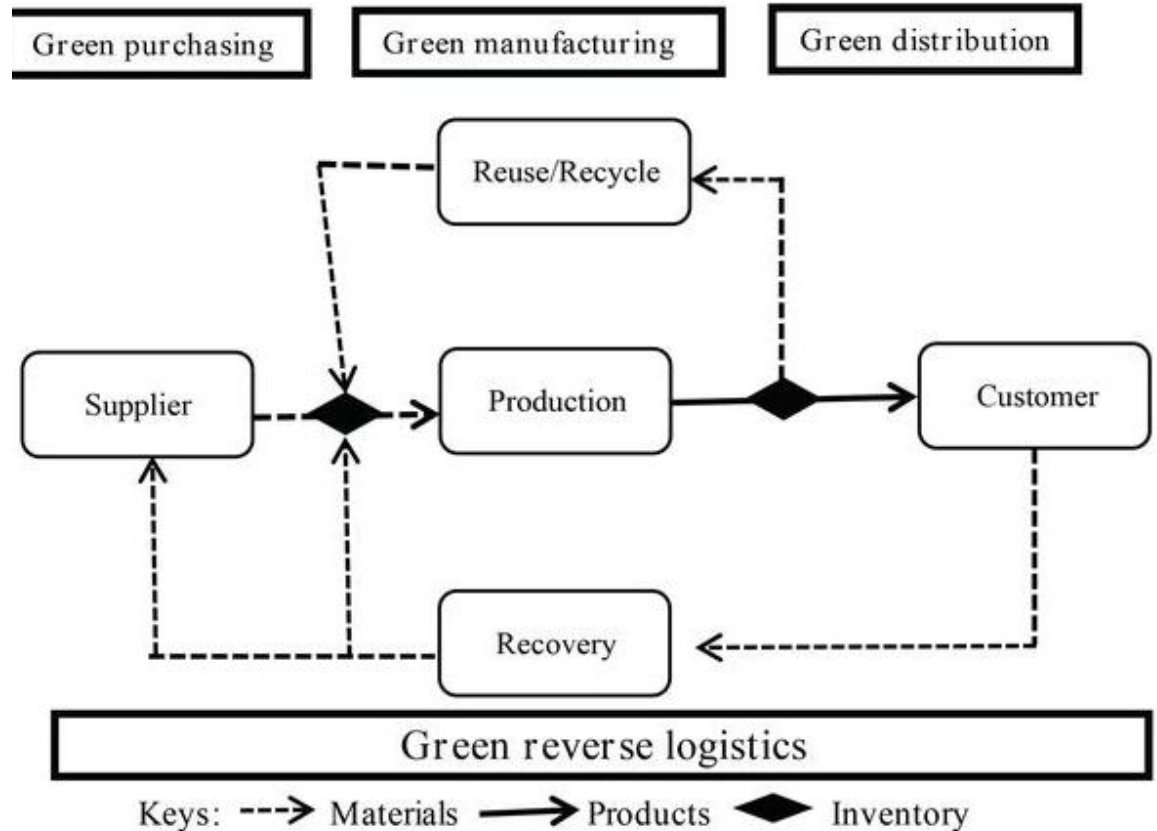 Green purchasing
Green manufacturing
Green distribution
Reuse/Recycle
Supplier
Production
Customer
Recovery
Green reverse logistics
Keys: Materials Products Inventory